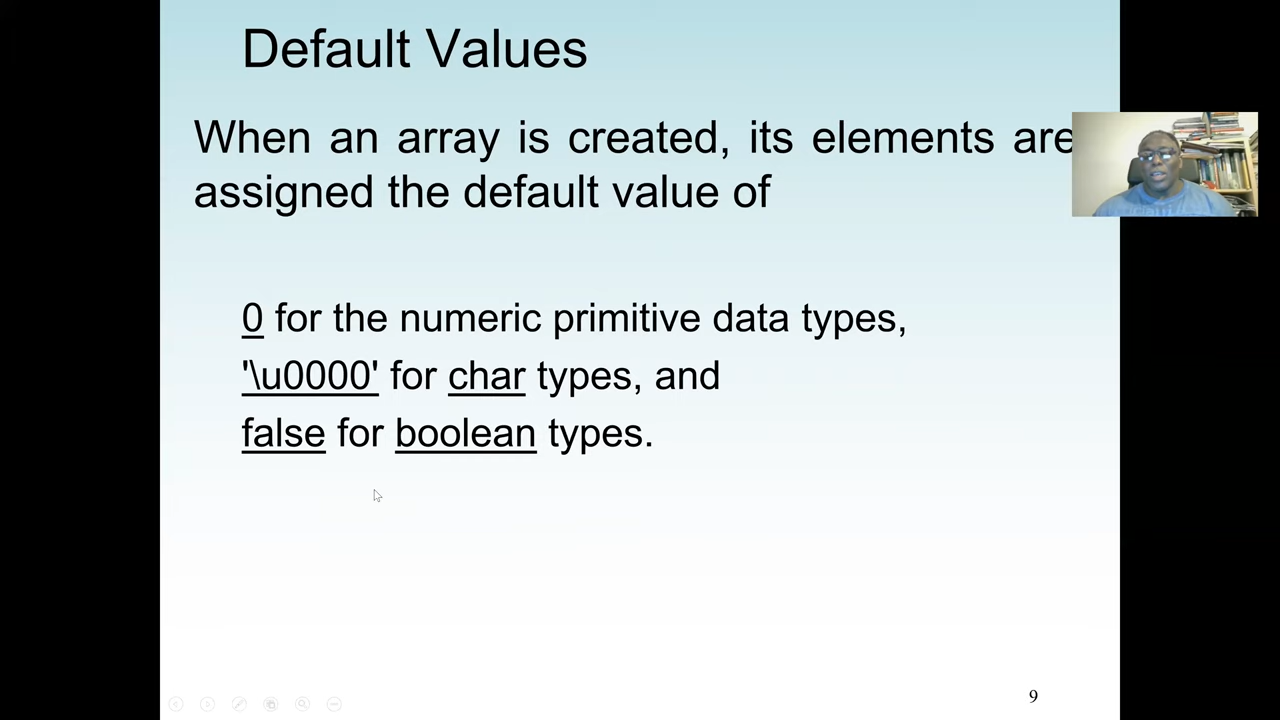 Default Values
When an array is created, its elements are
assigned the default value of
0 for the numeric primitive data types,
'\u0000' for char types, and
false for boolean types.
9